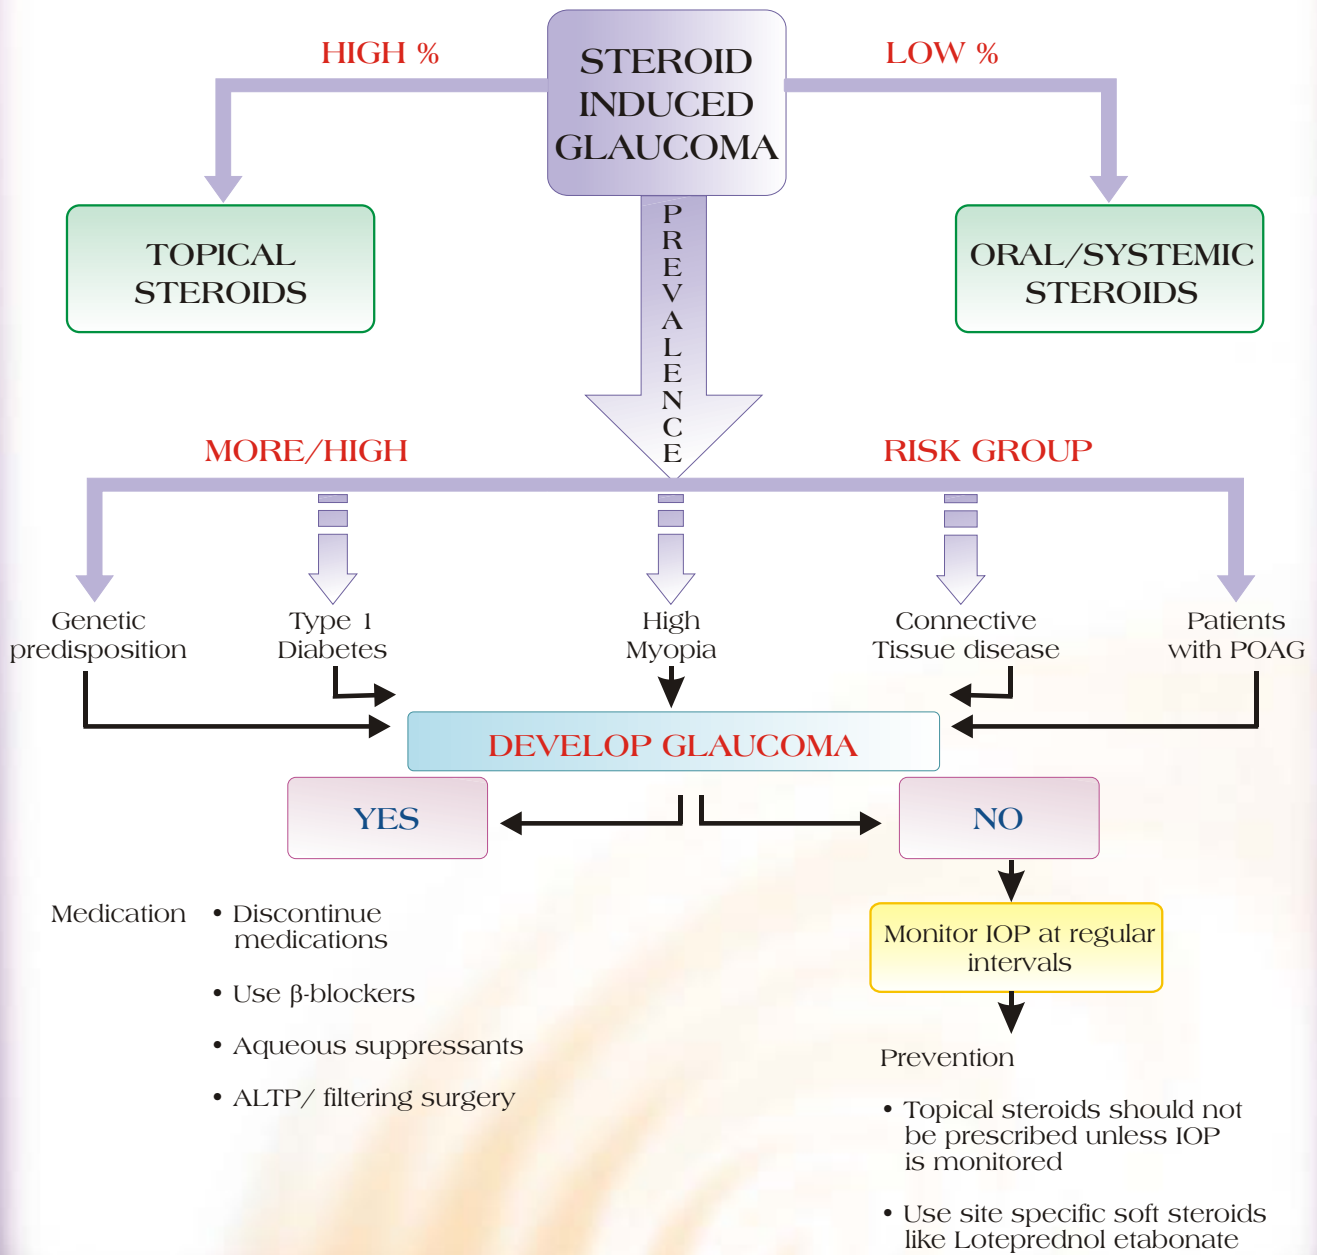 HIGH %
STEROID
INDUCED
GLAUCOMA
LOW %
TOPICAL
STEROIDS
PREVALENCE
ORAL/SYSTEMIC
STEROIDS
MORE/HIGH
RISK GROUP
Genetic
predisposition
Type 1
Diabetes
High
Myopia
Connective
Tissue disease
Patients
with POAG
DEVELOP GLAUCOMA
YES
NO
Medication
• Discontinue
medications
• Use β-blockers
• Aqueous suppressants
• ALTP/ filtering surgery
Monitor IOP at regular
intervals
Prevention
• Topical steroids should not
be prescribed unless IOP
is monitored
• Use site specific soft steroids
like Loteprednol etabonate